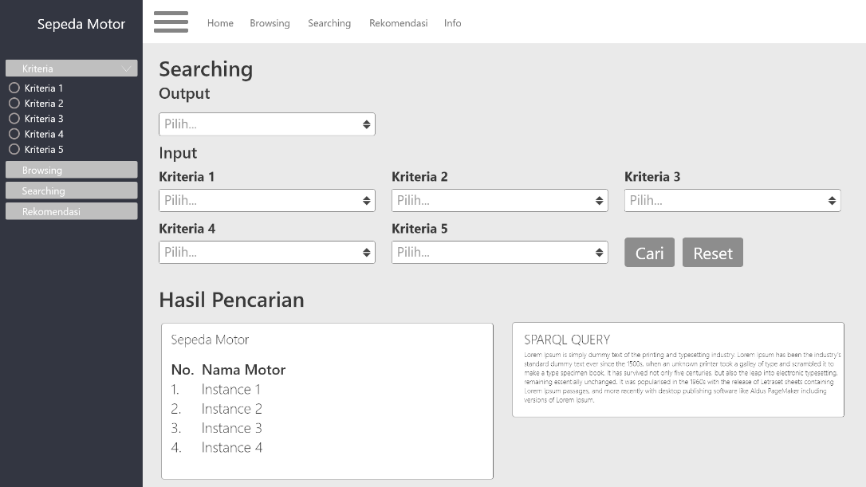 Sepeda Motor
Home Browsing Searching Rekomendasi Info
Kriteria
Kriteria 1
Kriteria 2
Kriteria 3
Kriteria 4
Kriteria 5
Browsing
Searching
Rekomendasi
Searching
Output
Pilih...
Input
Kriteria 1 Kriteria 2 Kriteria 3
Pilih... Pilih... Pilih...
Kriteria 4 Kriteria 5
Pilih... Pilih... Cari Reset
Hasil Pencarian
Sepeda Motor
No. Nama Motor
1. Instance 1
2. Instance 2
3. Instance 3
4. Instance 4
SPARQL QUERY
Lorem Ipsum is simply dummy text of the printing and typesetting industry. Lorem Ipsum has been the industry's
standard dummy text ever since the 1500s, when an unknown printer took a galley of type and scrambled it to
make a type specimen book. It has survived not only five centuries, but also the leap into electronic typesetting,
remaining essentially unchanged. It was popularised in the 1960s with the release of Letraset sheets containing
Lorem Ipsum passages, and more recently with desktop publishing software like Aldus PageMaker including
versions of Lorem Ipsum.